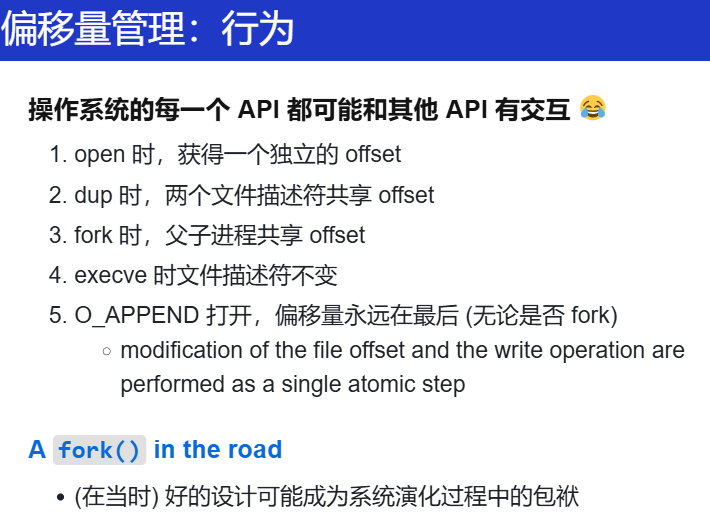 偏移量管理：行为
操作系统的每一个 API 都可能和其他 API 有交互 😂
1. open 时，获得一个独立的 offset
2. dup 时，两个文件描述符共享 offset
3. fork 时，父子进程共享 offset
4. execve 时文件描述符不变
5. O_APPEND 打开，偏移量永远在最后 (无论是否 fork)
○ modification of the file offset and the write operation are
performed as a single atomic step
A fork() in the road
• (在当时) 好的设计可能成为系统演化过程中的包袱